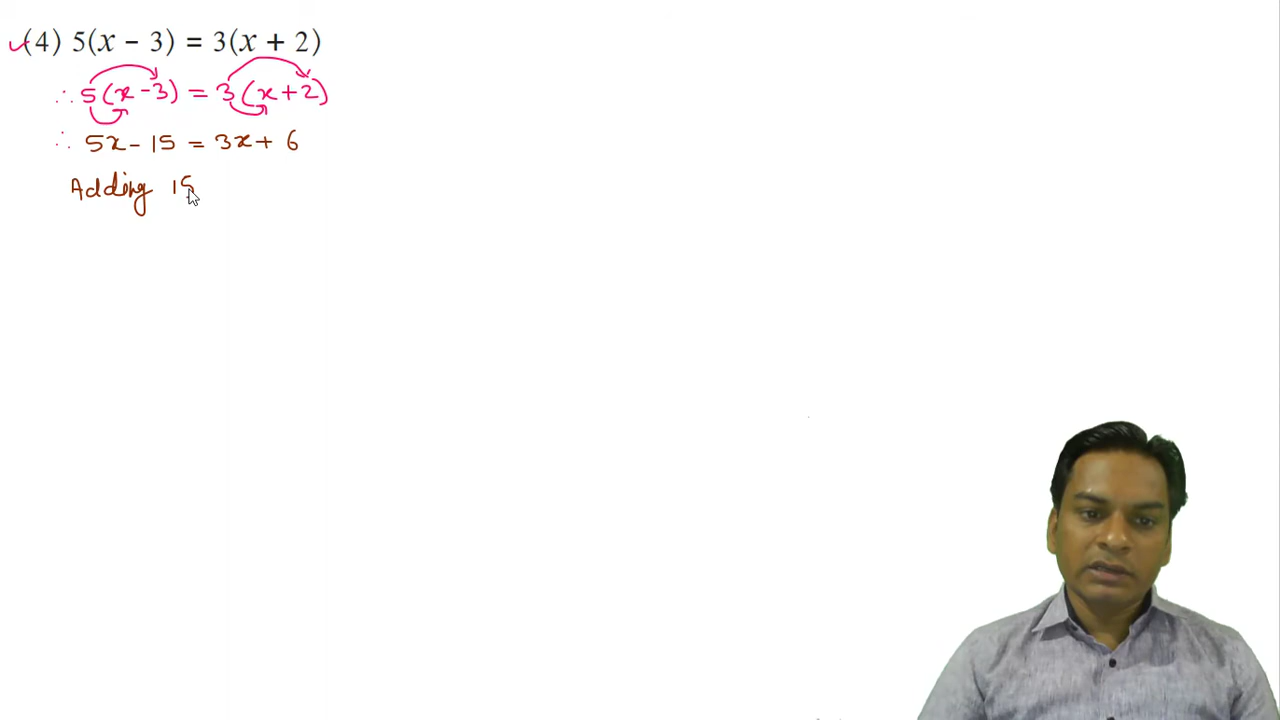 (4) 5(x − 3) = 3(x + 2)
∴ 5(x−3) = 3(x+2)
∴ 5x − 15 = 3x + 6
Adding 15